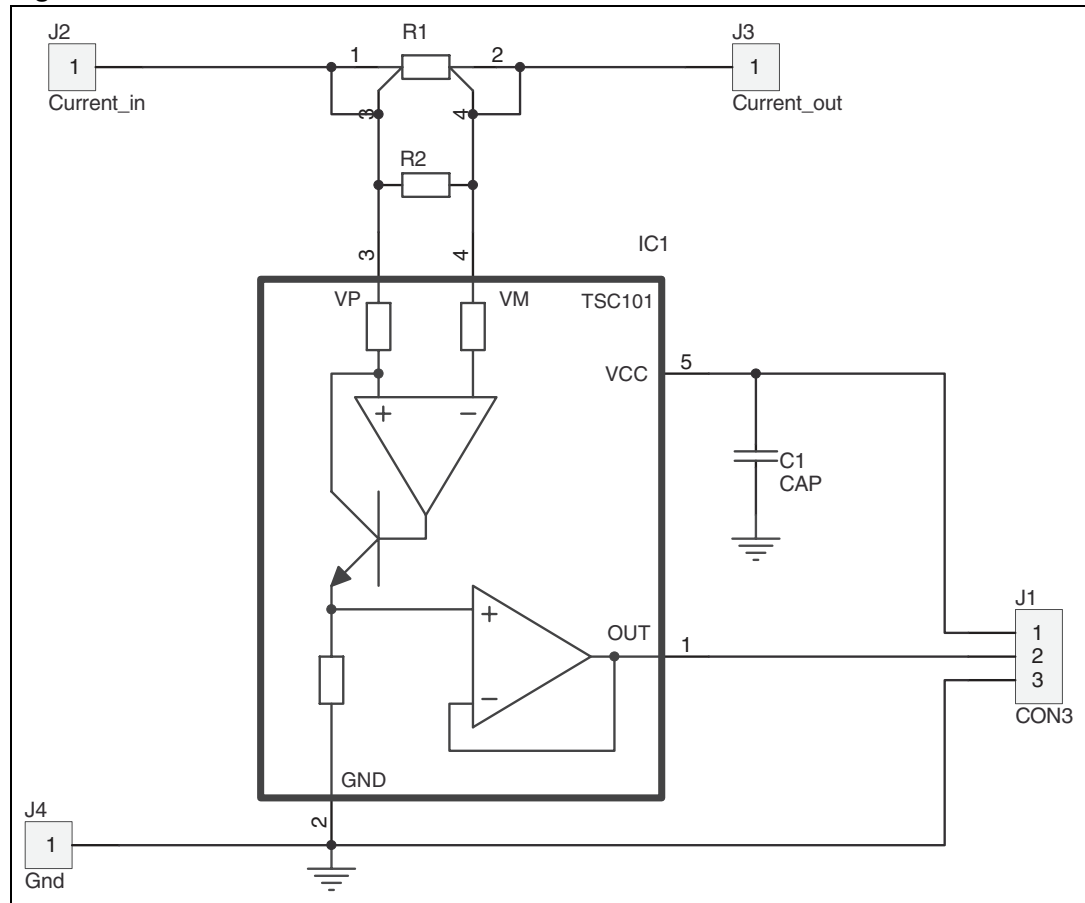 J2
R1
J3
1
1
2
1
Current_in
Current_out
3
4
R2
3
4
IC1
VP
VM
TSC101
VCC
5
+
−
C1
CAP
J1
+
−
OUT
1
1
2
3
CON3
GND
2
J4
1
Gnd